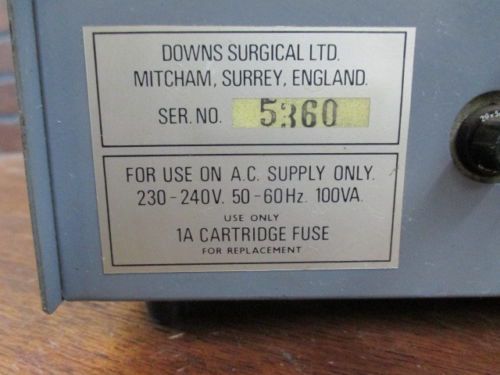 DOWNS SURGICAL LTD.
MITCHAM, SURREY, ENGLAND.
SER. NO. 5360
FOR USE ON A.C. SUPPLY ONLY.
230-240V. 50-60Hz. 100VA.
USE ONLY
1A CARTRIDGE FUSE
FOR REPLACEMENT